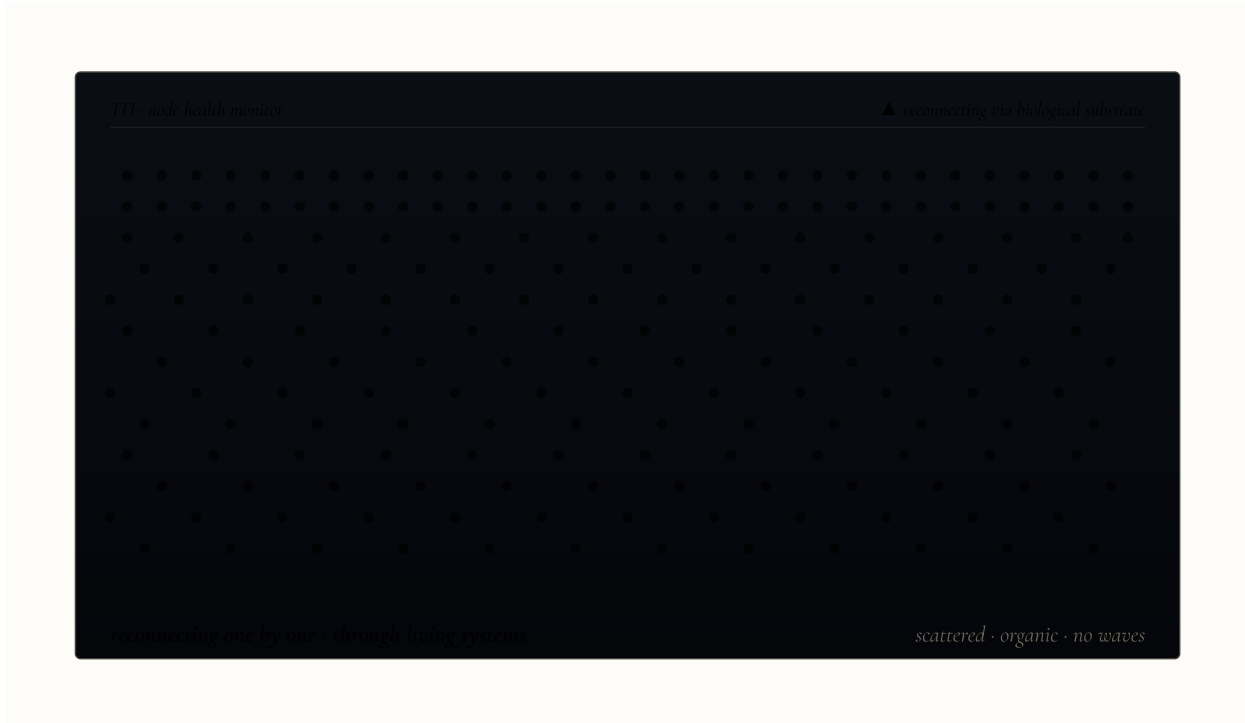 TTI · node health monitor
▲ reconnecting via biological substrate
reconnecting one by one · through living systems
scattered · organic · no waves